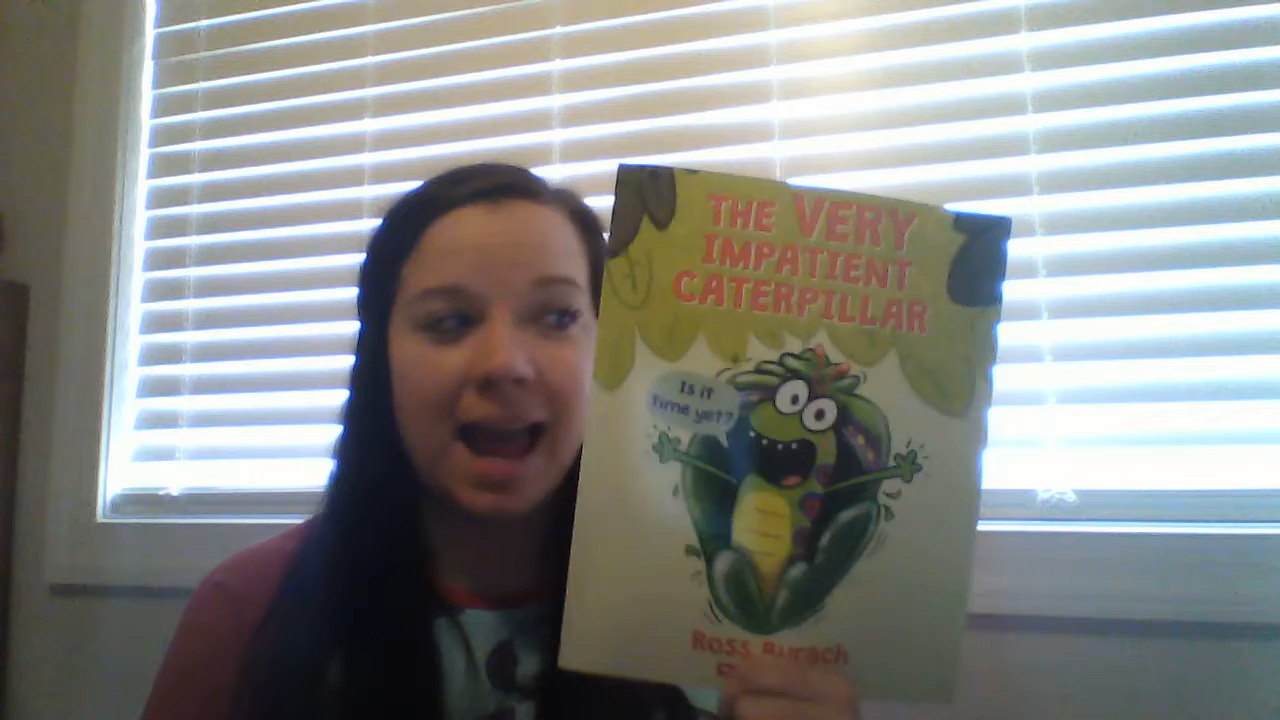 THE VERY
IMPATIENT
CATERPILLAR
Is it
Time yet?
Ross Burach